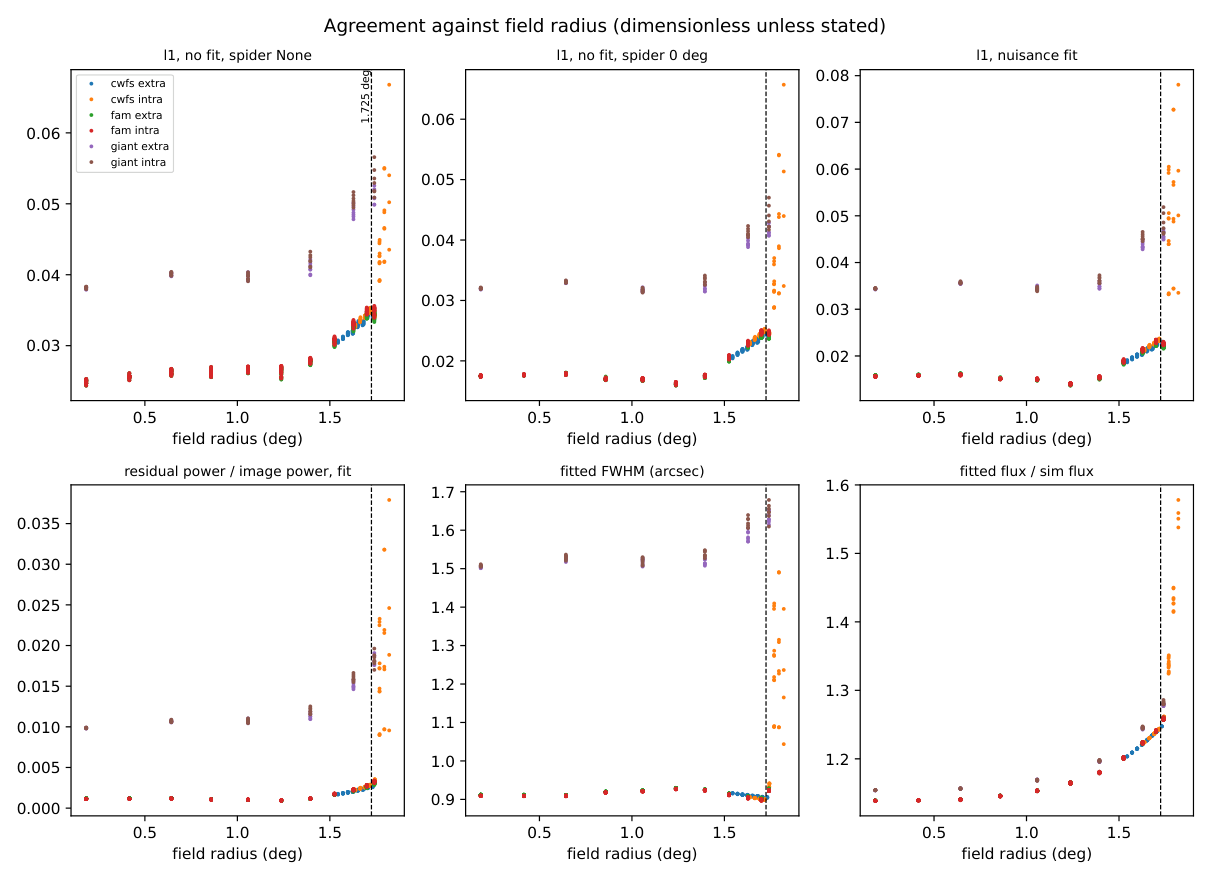 Agreement against field radius (dimensionless unless stated)
l1, no fit, spider None
l1, no fit, spider 0 deg
l1, nuisance fit
cwfs extra
cwfs intra
fam extra
fam intra
giant extra
giant intra
1.725 deg
0.06
0.05
0.04
0.03
0.5 1.0 1.5
field radius (deg)
0.06
0.05
0.04
0.03
0.02
0.5 1.0 1.5
field radius (deg)
0.08
0.07
0.06
0.05
0.04
0.03
0.02
0.5 1.0 1.5
field radius (deg)
residual power / image power, fit
fitted FWHM (arcsec)
fitted flux / sim flux
0.035
0.030
0.025
0.020
0.015
0.010
0.005
0.000
0.5 1.0 1.5
field radius (deg)
1.7
1.6
1.5
1.4
1.3
1.2
1.1
1.0
0.9
0.5 1.0 1.5
field radius (deg)
1.6
1.5
1.4
1.3
1.2
0.5 1.0 1.5
field radius (deg)